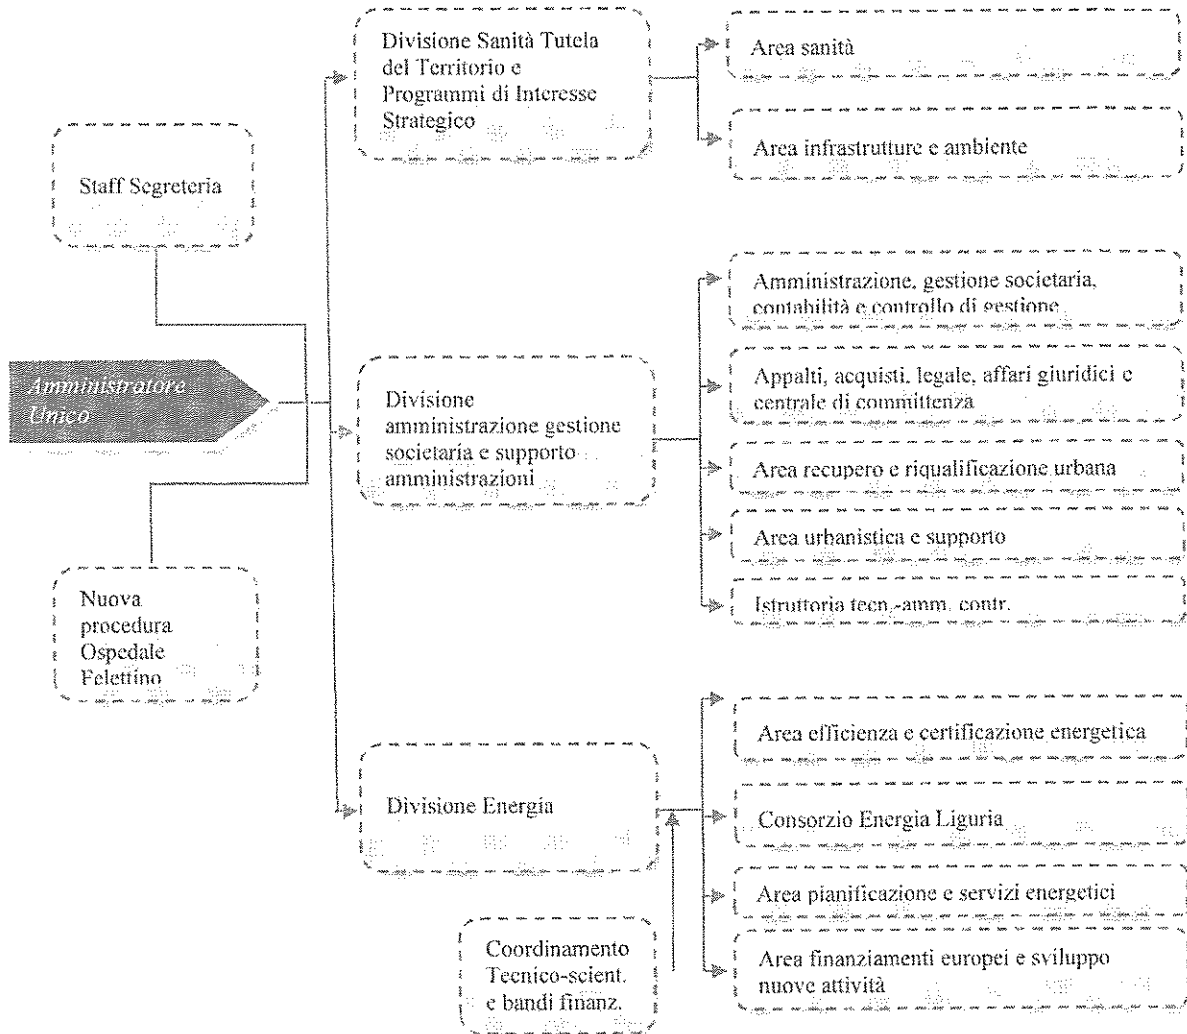 Divisione Sanità Tutela
del Territorio e
Programmi di Interesse
Strategico
Area sanità
Area infrastrutture e ambiente
Staff Segreteria
Amministratore
Unico
Nuova
procedura
Ospedale
Felettino
Divisione
amministrazione gestione
societaria e supporto
amministrazioni
Amministrazione, gestione societaria,
contabilità e controllo di gestione
Appalti, acquisti, legale, affari giuridici e
centrale di committenza
Area recupero e riqualificazione urbana
Area urbanistica e supporto
Istruttoria tecn.-amm. contr.
Divisione Energia
Coordinamento
Tecnico-scient.
e bandi finanz.
Area efficienza e certificazione energetica
Consorzio Energia Liguria
Area pianificazione e servizi energetici
Area finanziamenti europei e sviluppo
nuove attività